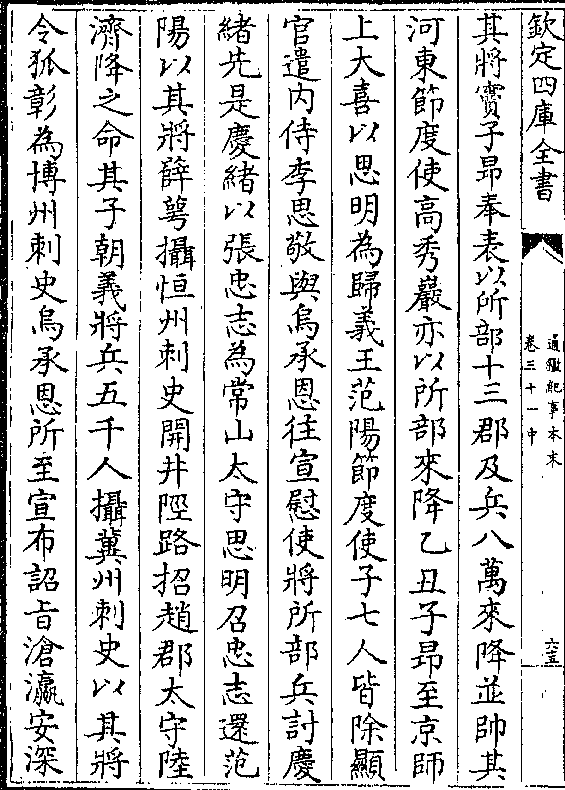 欽定四庫全書
通鑑紀事本末
卷三十一中
六五
其將竇子昻奉表以所部十三郡及兵八萬來降並帥其
河東節度使高秀巖亦以所部來降乙丑子昻至京師
上大喜以思明為歸義王范陽節度使子七人皆除顯
官遣内侍李思敬與烏承恩往宣慰使將所部兵討慶
緒先是慶緒以張忠志為常山太守思明召忠志還范
陽以其將薛萼攝恒州刺史開井陘路招趙郡太守陸
濟降之命其子朝義將兵五千人攝冀州刺史以其將
令狐彰為博州刺史烏承恩所至宣布詔旨滄瀛安深